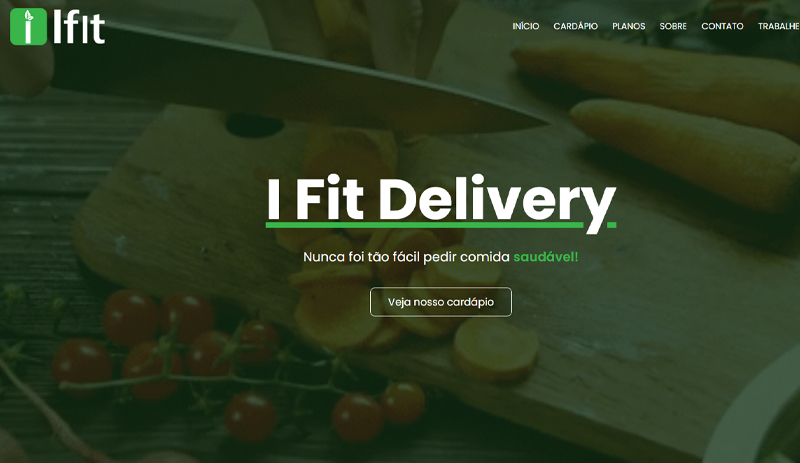 Ifit
INÍCIO CARDÁPIO PLANOS SOBRE CONTATO TRABALHE
I Fit Delivery
Nunca foi tão fácil pedir comida saudável!
Veja nosso cardápio